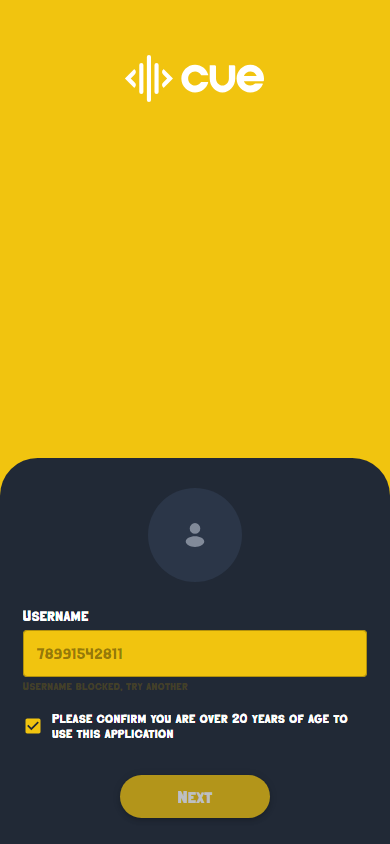 cue
Username
78991542811
Username blocked, try another
Please confirm you are over 20 years of age to
use this application
Next